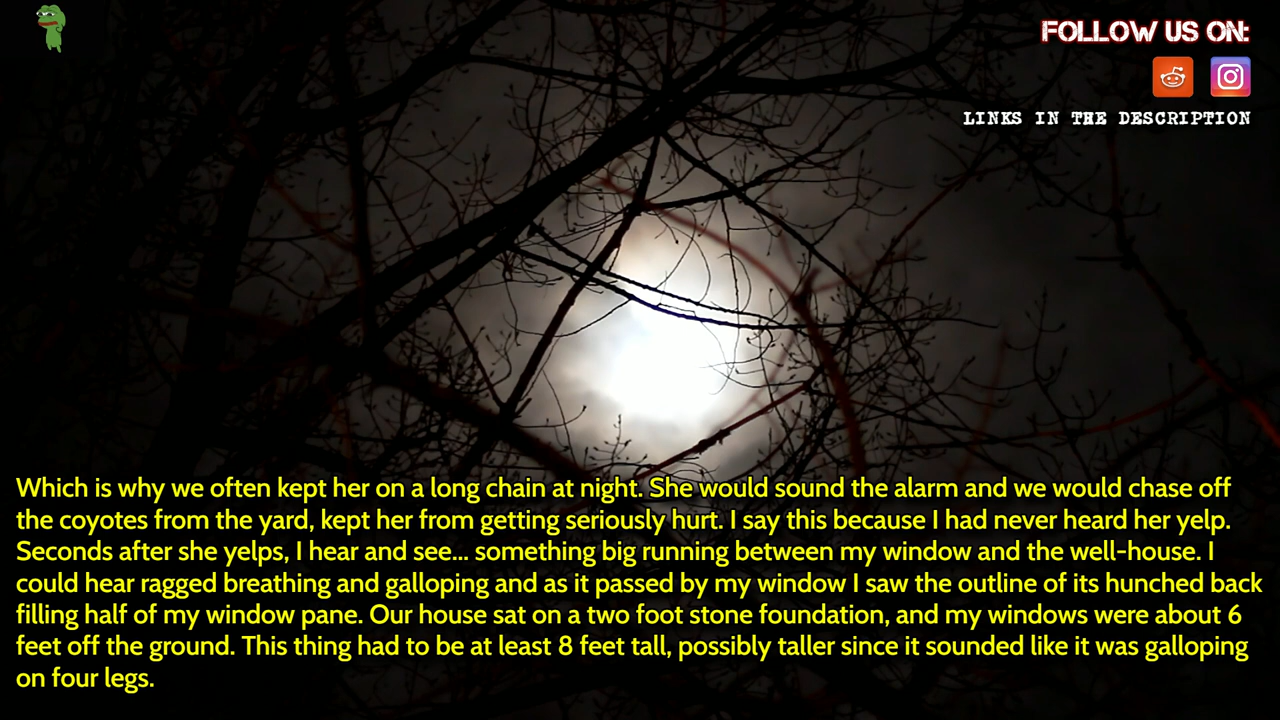 FOLLOW US ON:
LINKS IN THE DESCRIPTION
Which is why we often kept her on a long chain at night. She would sound the alarm and we would chase off
the coyotes from the yard, kept her from getting seriously hurt. I say this because I had never heard her yelp.
Seconds after she yelps, I hear and see... something big running between my window and the well-house. I
could hear ragged breathing and galloping and as it passed by my window I saw the outline of its hunched back
filling half of my window pane. Our house sat on a two foot stone foundation, and my windows were about 6
feet off the ground. This thing had to be at least 8 feet tall, possibly taller since it sounded like it was galloping
on four legs.